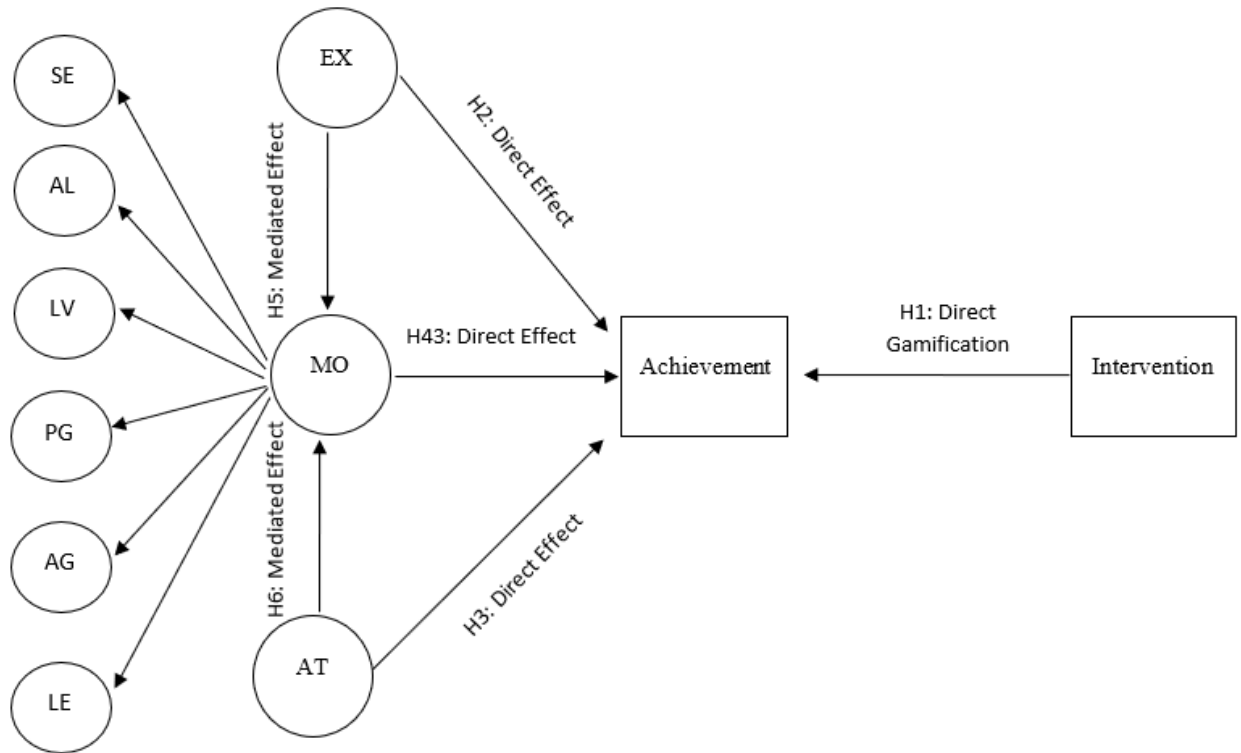 SE
AL
LV
PG
AG
LE
EX
MO
AT
H5: Mediated Effect
H6: Mediated Effect
H2: Direct Effect
H43: Direct Effect
H3: Direct Effect
Achievement
H1: Direct
Gamification
Intervention